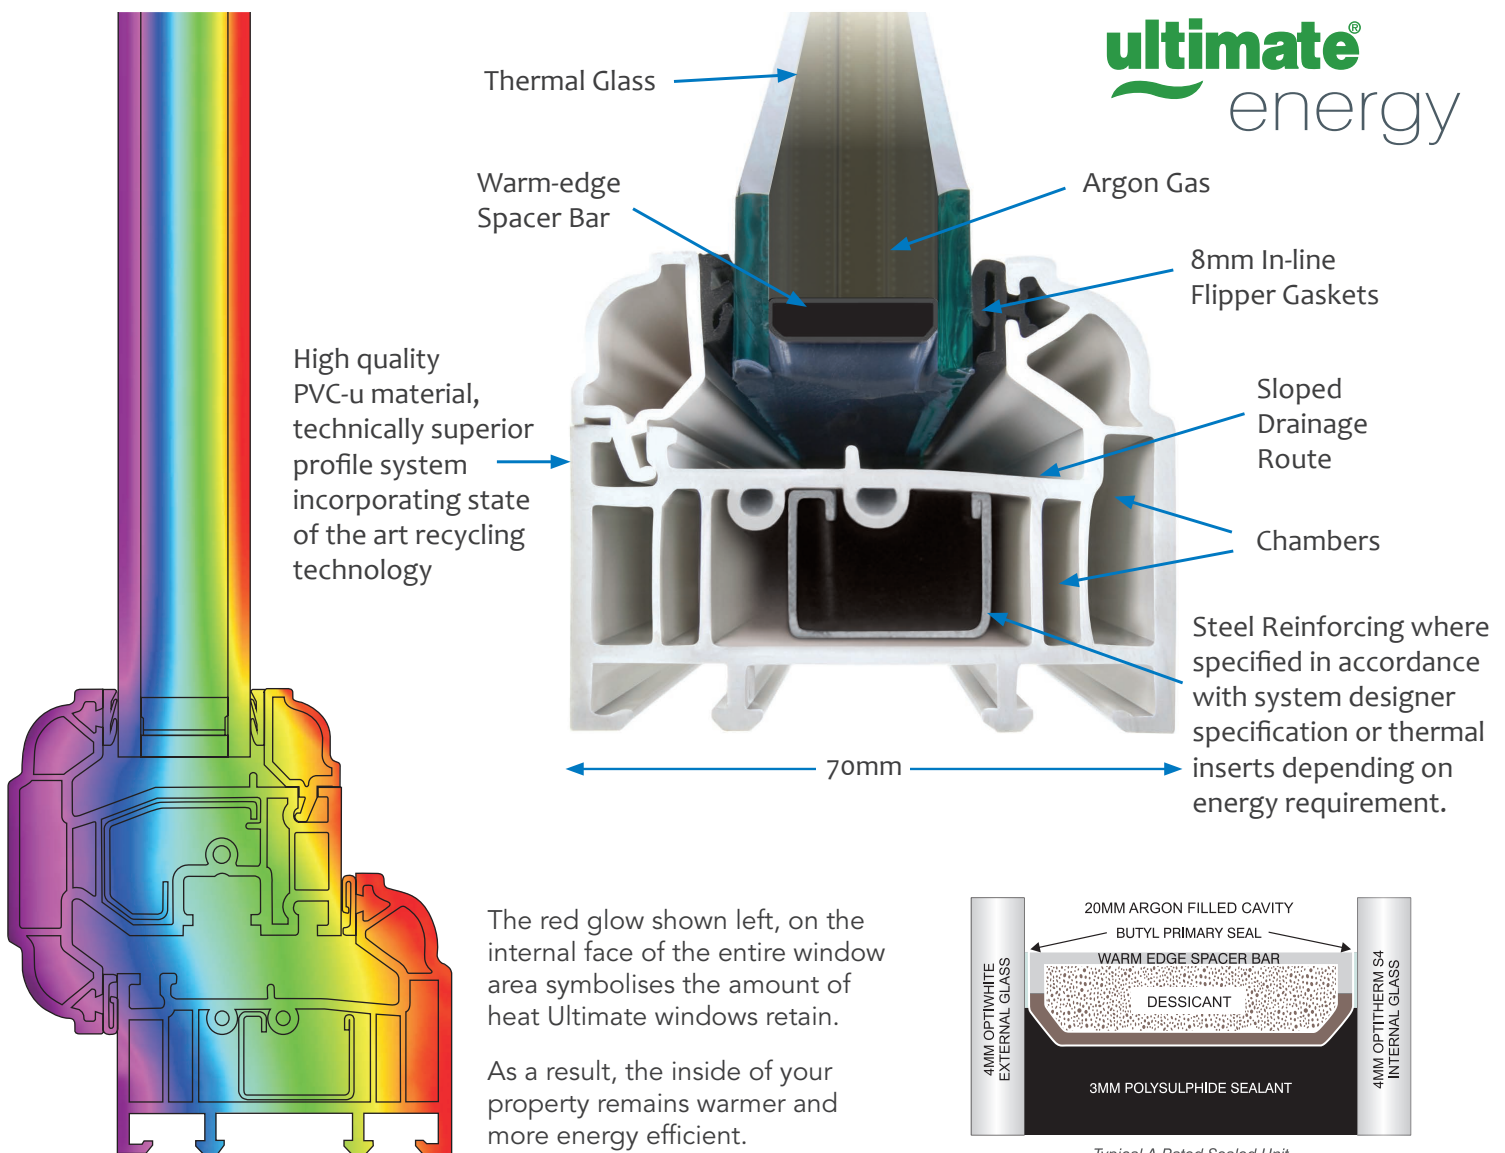 ultimate®
energy
Thermal Glass
Warm-edge
Spacer Bar
Argon Gas
8mm In-line
Flipper Gaskets
High quality
PVC-u material,
technically superior
profile system
incorporating state
of the art recycling
technology
Sloped
Drainage
Route
Chambers
Steel Reinforcing where
specified in accordance
with system designer
specification or thermal
inserts depending on
energy requirement.
70mm
The red glow shown left, on the
internal face of the entire window
area symbolises the amount of
heat Ultimate windows retain.
As a result, the inside of your
property remains warmer and
more energy efficient.
20MM ARGON FILLED CAVITY
BUTYL PRIMARY SEAL
WARM EDGE SPACER BAR
DESSICANT
3MM POLYSULPHIDE SEALANT
4MM OPTIWHITE
EXTERNAL GLASS
4MM OPTITHERM S4
INTERNAL GLASS
Typical A Rated Sealed Unit